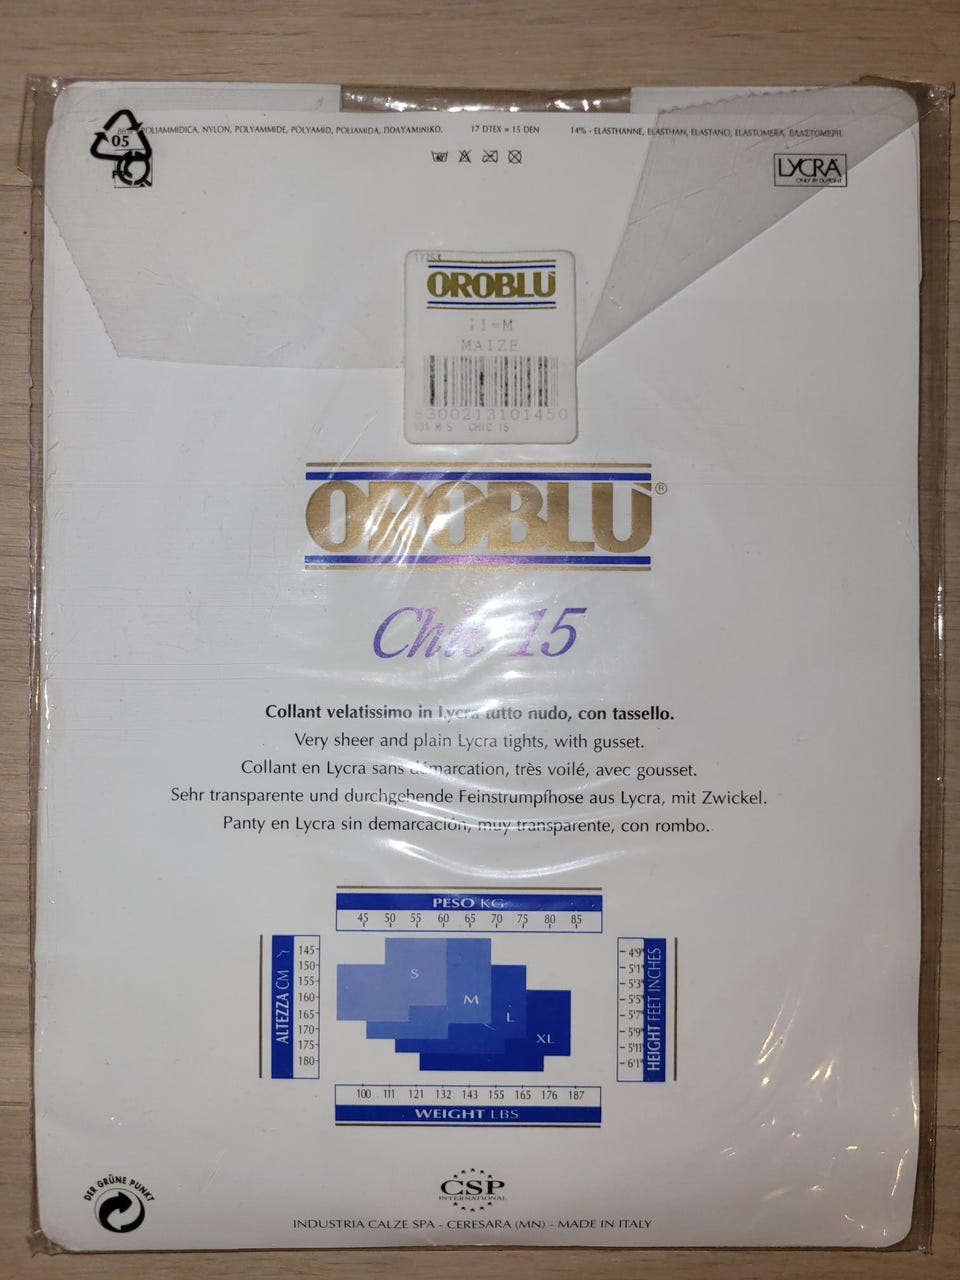 05
POLIAMMIDICA, NYLON, POLYAMMIDE, POLYAMID, POLIAMIDA, ΠΟΛΥΑΜΙΝΙΚΟ. 17 DTEX = 15 DEN 14% - ELASTHANNE, ELASTHAN, ELASTANO, ELASTOMERA, ΕΛΑΣΤΟΜΕΡΗ.
LYCRA
ONLY BY DUPONT
OROBLU
II=M
MAIZE
8300213101450
101 M S CHIC 15
OROBLÙ®
Chic 15
Collant velatissimo in Lycra tutto nudo, con tassello.
Very sheer and plain Lycra tights, with gusset.
Collant en Lycra sans démarcation, très voilé, avec gousset.
Sehr transparente und durchgehende Feinstrumpfhose aus Lycra, mit Zwickel.
Panty en Lycra sin demarcación, muy transparente, con rombo.
PESO KG
45 50 55 60 65 70 75 80 85
ALTEZZA CM
145
150
155
160
165
170
175
180
S
M
L
XL
4'9"
5'1"
5'3"
5'5"
5'7"
5'9"
5'11"
6'1"
HEIGHT FEET INCHES
100 111 121 132 143 155 165 176 187
WEIGHT LBS
DER GRÜNE PUNKT
CSP
INTERNATIONAL
INDUSTRIA CALZE SPA - CERESARA (MN) - MADE IN ITALY